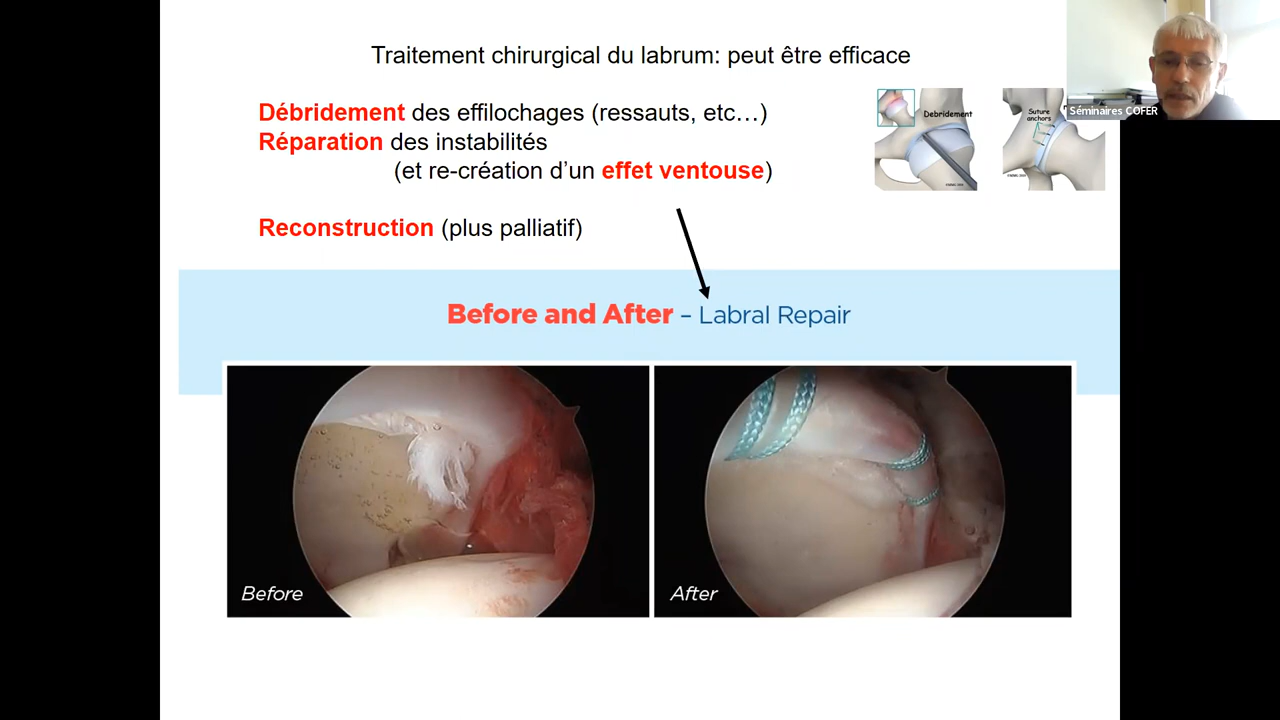 Traitement chirurgical du labrum: peut être efficace
Débridement des effilochages (ressauts, etc…)
Réparation des instabilités
(et re-création d’un effet ventouse)
Reconstruction (plus palliatif)
Debridement
Suture
anchors
Séminaires COFER
Before and After – Labral Repair
Before
After